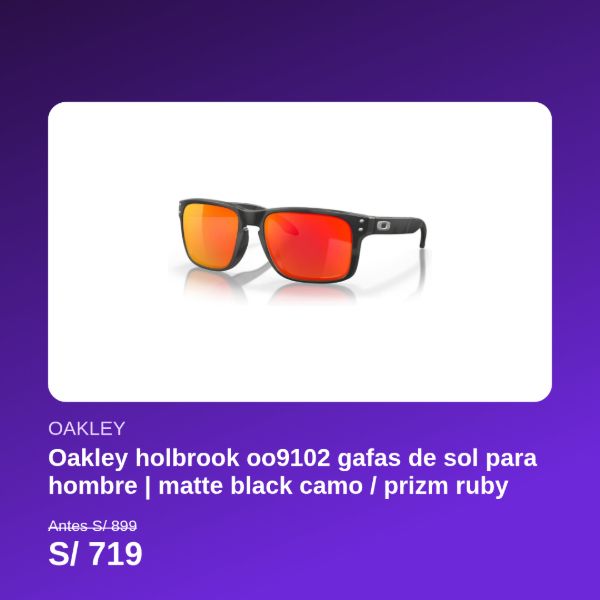 OAKLEY
Oakley holbrook oo9102 gafas de sol para
hombre | matte black camo / prizm ruby
Antes S/ 899
S/ 719